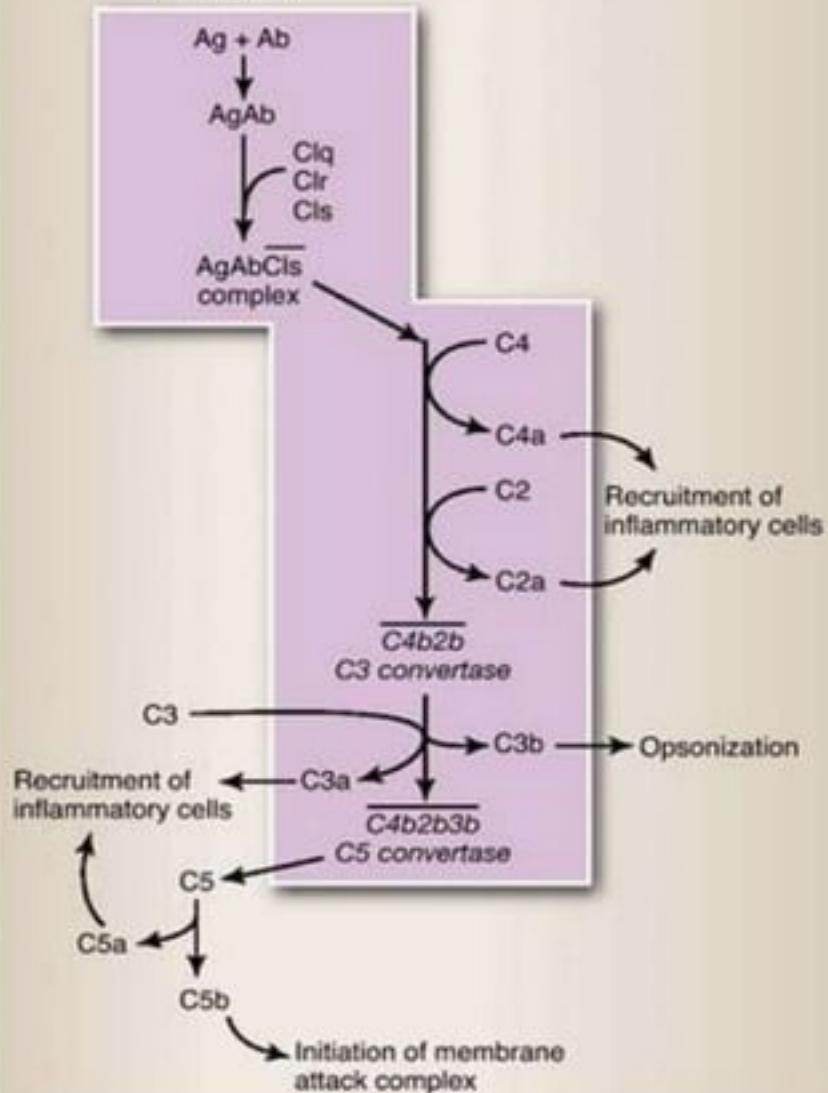 Ag + Ab
AgAb
Clq
Clr
Cls
AgAbCls
complex
C4
C4a
C2
Recruitment of
inflammatory cells
C2a
C4b2b
C3 convertase
C3
C3b
Opsonization
Recruitment of
inflammatory cells
C3a
C4b2b3b
C5 convertase
C5
C5a
C5b
Initiation of membrane
attack complex